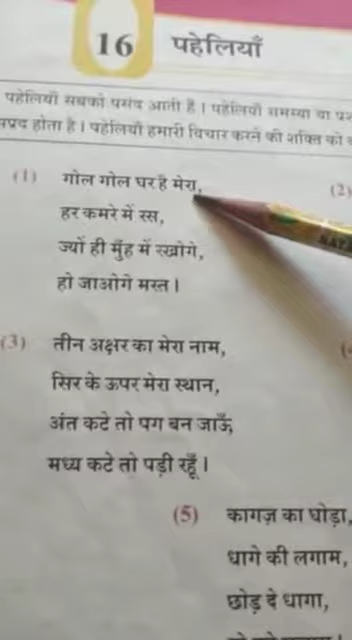 16 पहेलियाँ
पहेलियाँ सबको पसंद आती है। पहेलियाँ समस्या या
होता है। पहेलियाँ हमारी विचार करने की शक्ति को
(1) गोल गोल घर है मेरा,
(2)
हर कमरे में रस,
ज्यों ही मुँह में रखोगे,
हो जाओगे मस्त।
(3) तीन अक्षर का मेरा नाम,
सिर के ऊपर मेरा स्थान,
अंत कटे तो पग बन जाऊँ,
मध्य कटे तो पड़ी रहूँ।
(5) कागज़ का घोड़ा,
धागे की लगाम,
छोड़ दे धागा,